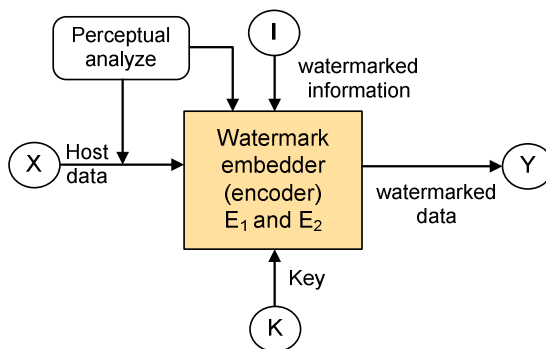 Perceptual
analyze
I
watermarked
information
X
Host
data
Watermark
embedder
(encoder)
E₁ and E₂
Y
watermarked
data
Key
K